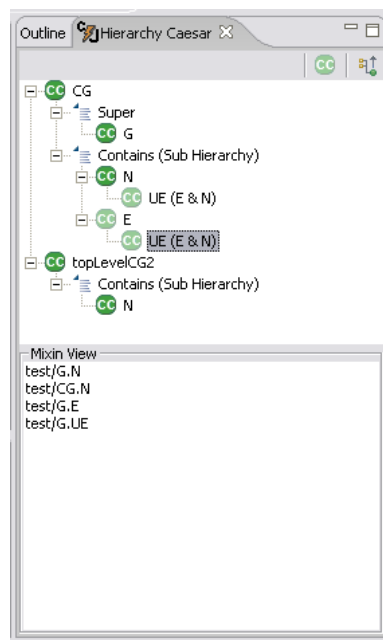 Outline Hierarchy Caesar
CC
CC CG
Super
CC G
Contains (Sub Hierarchy)
CC N
CC UE (E & N)
CC E
CC UE (E & N)
CC topLevelCG2
Contains (Sub Hierarchy)
CC N
Mixin View
test/G.N
test/CG.N
test/G.E
test/G.UE